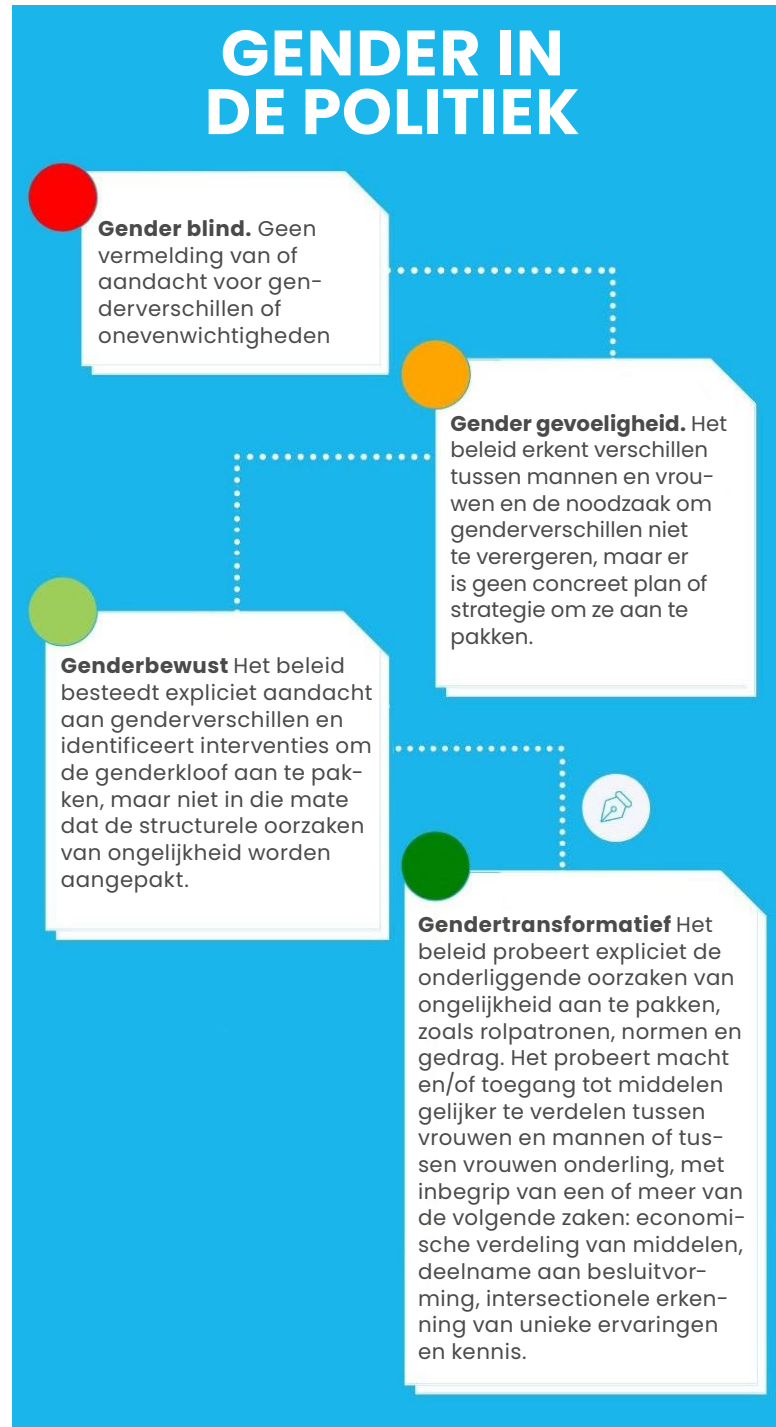 GENDER IN
DE POLITIEK
Gender blind. Geen
vermelding van of
aandacht voor gen-
derverschillen of
onevenwichtigheden
Gender gevoeligheid. Het
beleid erkent verschillen
tussen mannen en vrou-
wen en de noodzaak om
genderverschillen niet
te verergeren, maar er
is geen concreet plan of
strategie om ze aan te
pakken.
Genderbewust Het beleid
besteedt expliciet aandacht
aan genderverschillen en
identificeert interventies om
de genderkloof aan te pak-
ken, maar niet in die mate
dat de structurele oorzaken
van ongelijkheid worden
aangepakt.
Gendertransformatief Het
beleid probeert expliciet de
onderliggende oorzaken van
ongelijkheid aan te pakken,
zoals rolpatronen, normen en
gedrag. Het probeert macht
en/of toegang tot middelen
gelijker te verdelen tussen
vrouwen en mannen of tus-
sen vrouwen onderling, met
inbegrip van een of meer van
de volgende zaken: economi-
sche verdeling van middelen,
deelname aan besluitvor-
ming, intersectionele erken-
ning van unieke ervaringen
en kennis.